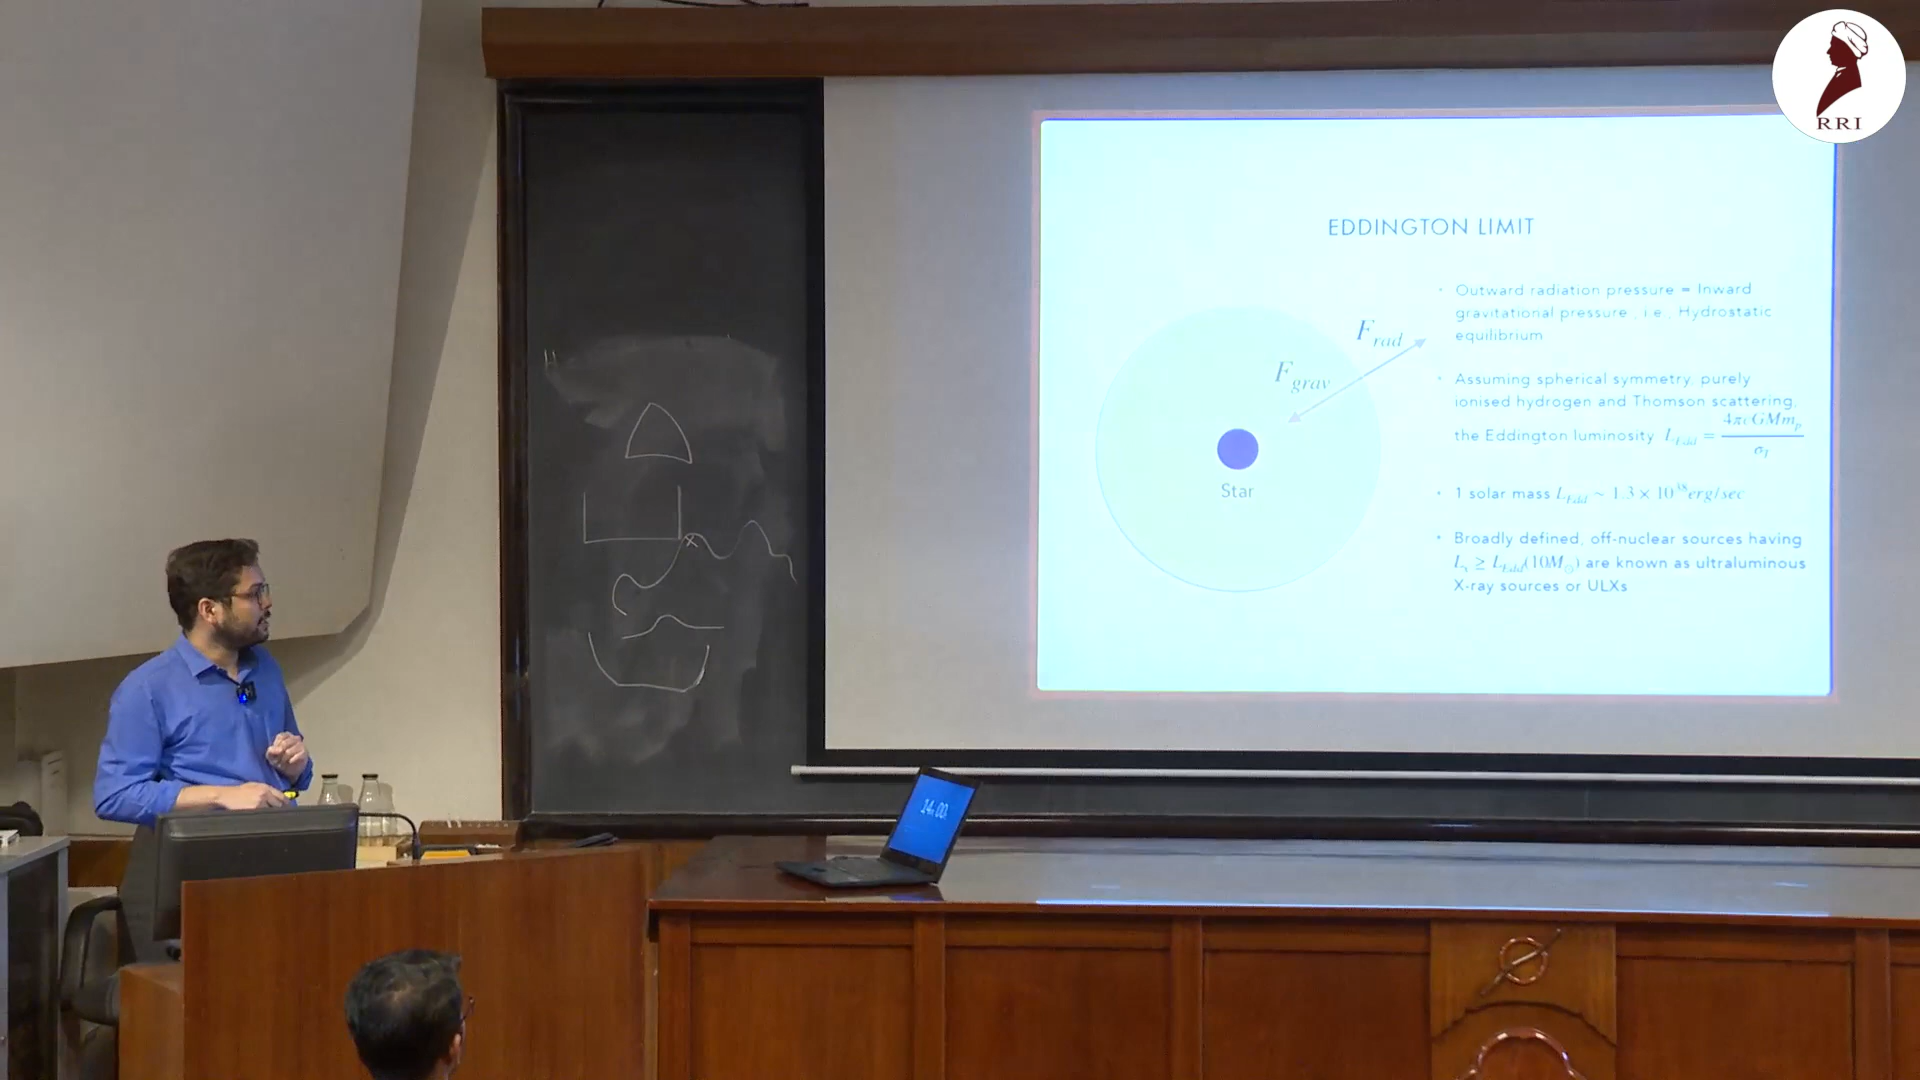 RRI
EDDINGTON LIMIT
• Outward radiation pressure = Inward
gravitational pressure , i.e., Hydrostatic
equilibrium
F_rad
F_grav
Star
• Assuming spherical symmetry, purely
ionised hydrogen and Thomson scattering,
the Eddington luminosity L_Edd = 4πcGMm_p / σ_T
• 1 solar mass L_Edd ~ 1.3 × 10^38 erg/sec
• Broadly defined, off-nuclear sources having
L_x ≥ L_Edd(10M_⊙) are known as ultraluminous
X-ray sources or ULXs